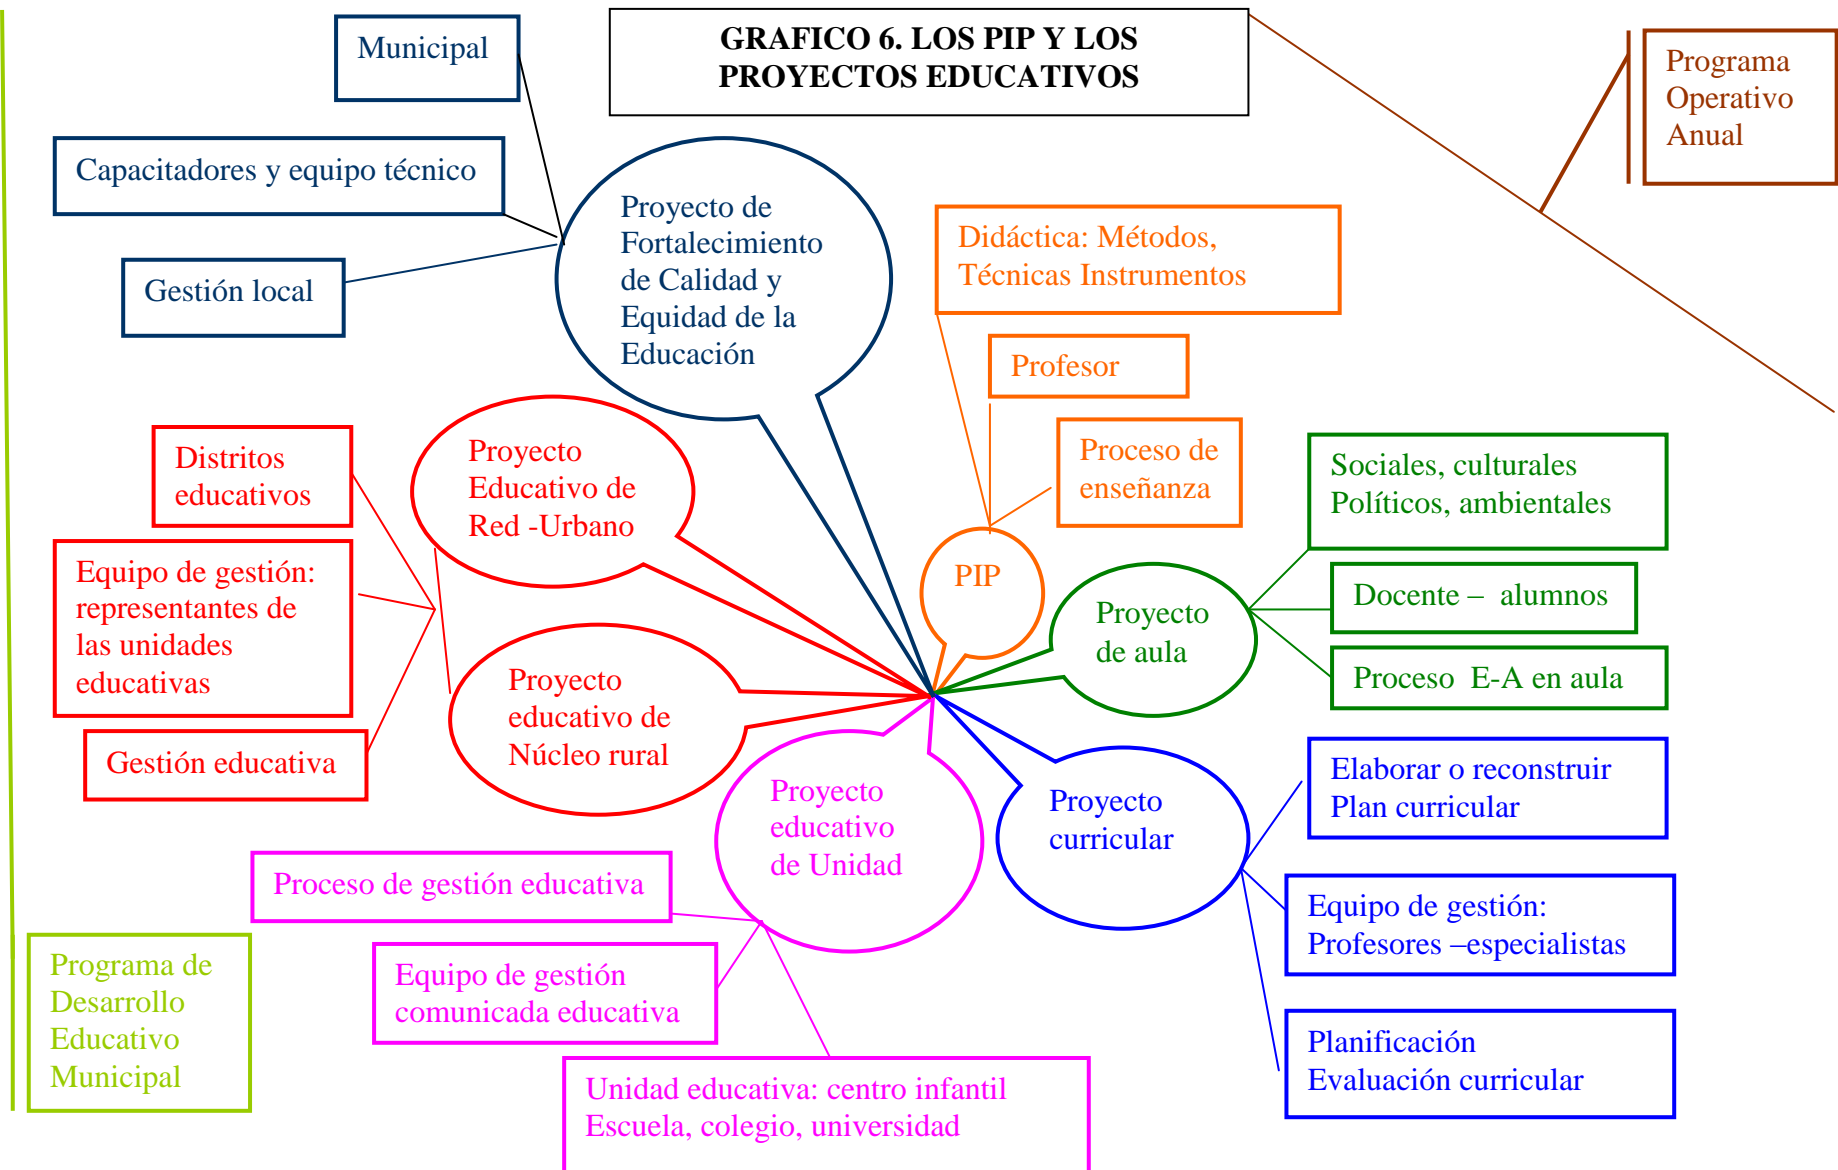 GRAFICO 6. LOS PIP Y LOS
PROYECTOS EDUCATIVOS
Municipal
Capacitadores y equipo técnico
Gestión local
Proyecto de
Fortalecimiento
de Calidad y
Equidad de la
Educación
Programa
Operativo
Anual
Didáctica: Métodos,
Técnicas Instrumentos
Profesor
Proceso de
enseñanza
PIP
Distritos
educativos
Equipo de gestión:
representantes de
las unidades
educativas
Gestión educativa
Proyecto
Educativo de
Red -Urbano
Proyecto
educativo de
Núcleo rural
Proyecto
de aula
Sociales, culturales
Políticos, ambientales
Docente – alumnos
Proceso E-A en aula
Proyecto
educativo
de Unidad
Proyecto
curricular
Elaborar o reconstruir
Plan curricular
Equipo de gestión:
Profesores –especialistas
Planificación
Evaluación curricular
Proceso de gestión educativa
Equipo de gestión
comunicada educativa
Unidad educativa: centro infantil
Escuela, colegio, universidad
Programa de
Desarrollo
Educativo
Municipal